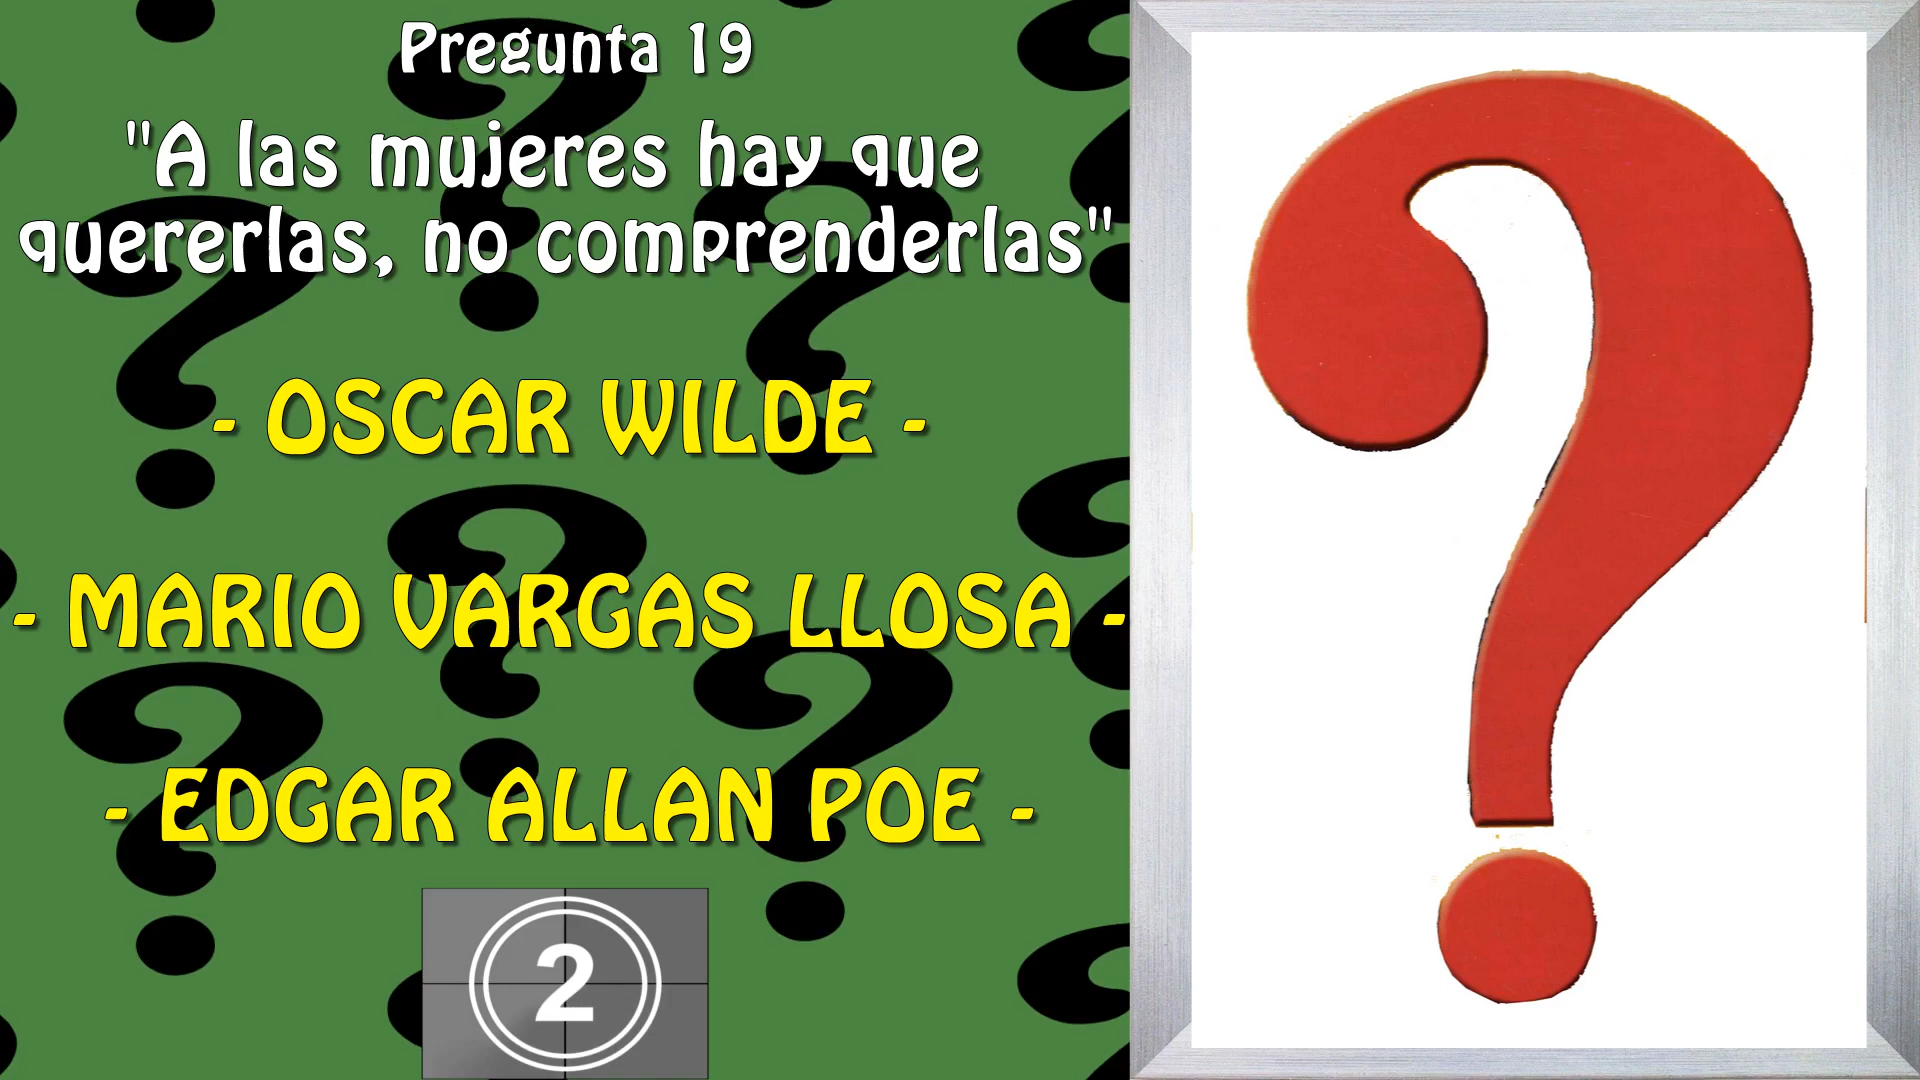 Pregunta 19
"A las mujeres hay que
quererlas, no comprenderlas"
- OSCAR WILDE -
- MARIO VARGAS LLOSA -
- EDGAR ALLAN POE -
2